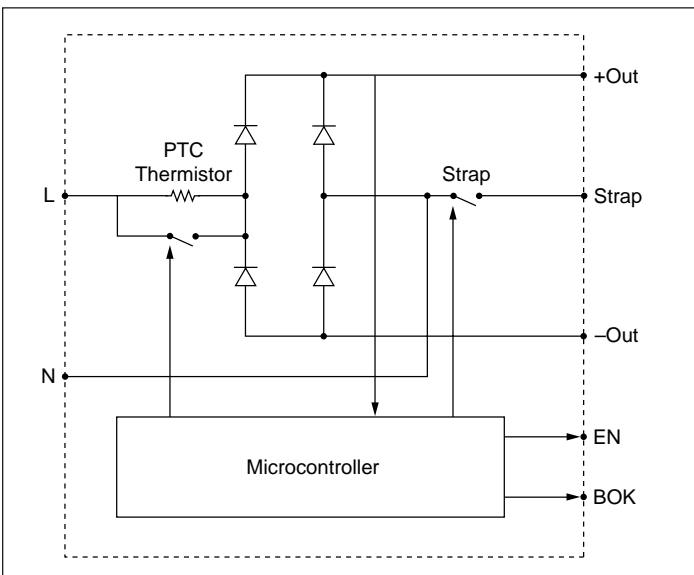 +Out
PTC
Thermistor
Strap
L
Strap
–Out
N
EN
Microcontroller
BOK